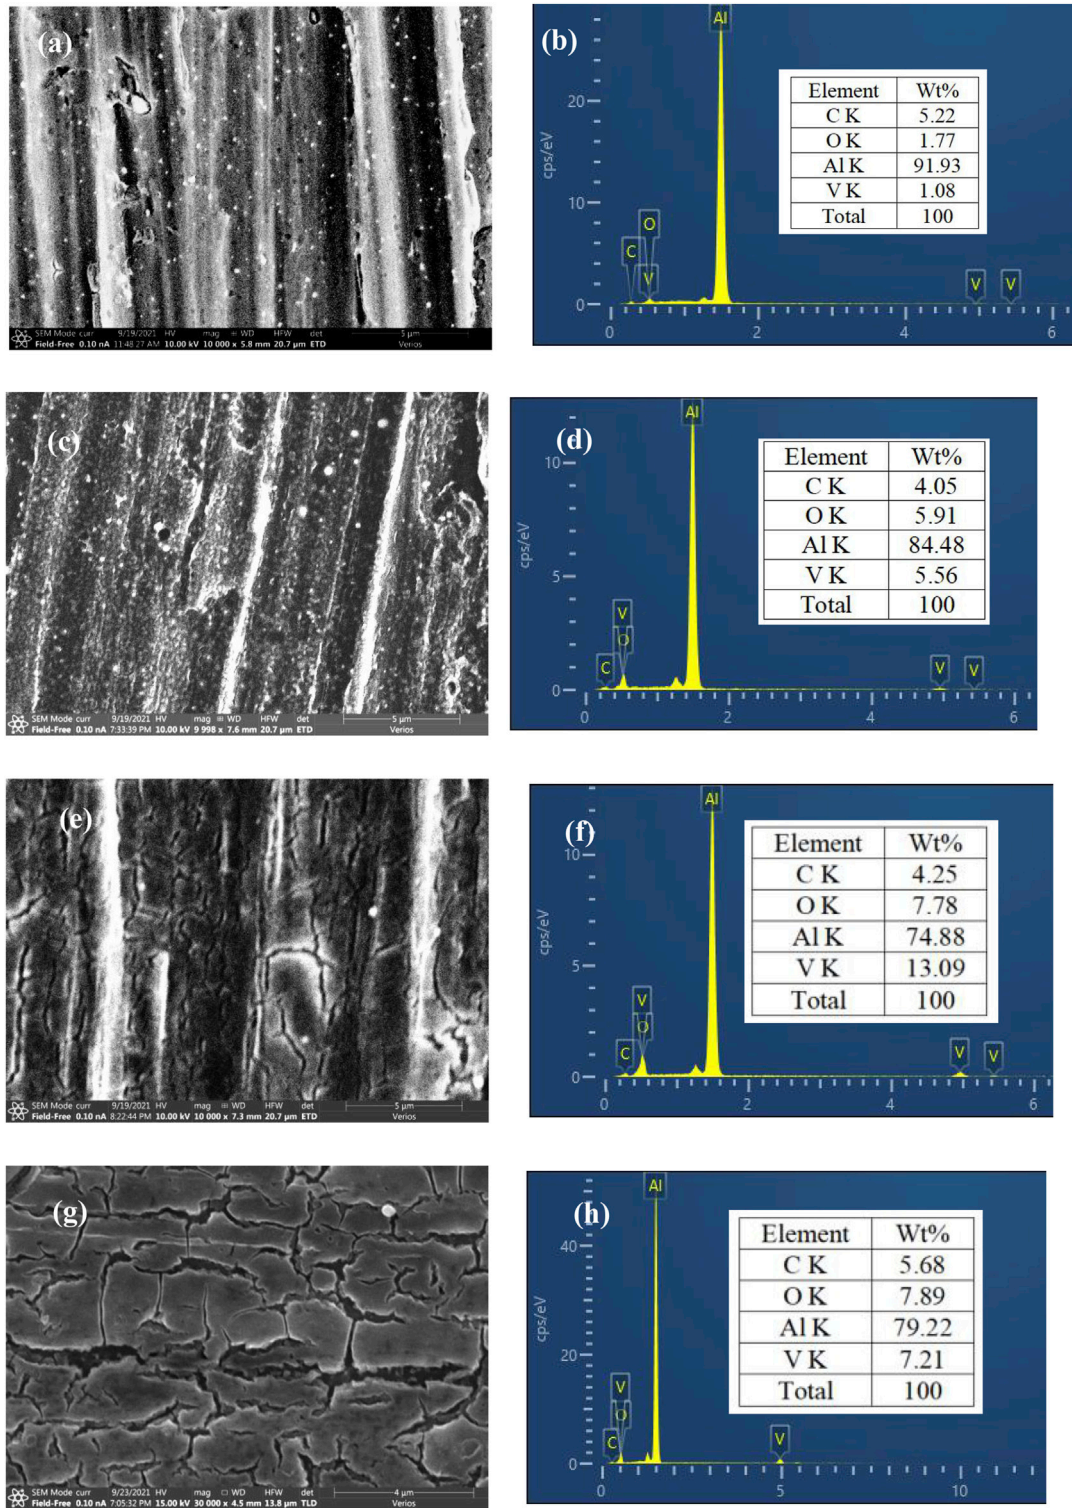 (a)
SEM Mode curr 9/19/2021 HV mag WD HFW det 5 µm
Field-Free 0.10 nA 11:48:27 AM 10.00 kV 10 000 x 5.8 mm 20.7 µm ETD Verios
(b)
Al
cps/eV
20
10
0
C
O
V
V
V
0 2 4 6
Element Wt%
C K 5.22
O K 1.77
Al K 91.93
V K 1.08
Total 100
(c)
SEM Mode curr 9/19/2021 HV mag WD HFW det 5 µm
Field-Free 0.10 nA 7:33:39 PM 10.00 kV 9 998 x 7.6 mm 20.7 µm ETD Verios
(d)
Al
cps/eV
10
5
0
C
V
O
V
V
0 2 4 6
Element Wt%
C K 4.05
O K 5.91
Al K 84.48
V K 5.56
Total 100
(e)
SEM Mode curr 9/19/2021 HV mag WD HFW det 5 µm
Field-Free 0.10 nA 8:22:44 PM 10.00 kV 10 000 x 7.3 mm 20.7 µm ETD Verios
(f)
Al
cps/eV
10
5
0
C
V
O
V
V
0 2 4 6
Element Wt%
C K 4.25
O K 7.78
Al K 74.88
V K 13.09
Total 100
(g)
SEM Mode curr 9/23/2021 HV mag WD HFW det 4 µm
Field-Free 0.10 nA 7:05:32 PM 15.00 kV 30 000 x 4.5 mm 13.8 µm TLD Verios
(h)
Al
cps/eV
40
20
0
C
V
O
V
0 5 10
Element Wt%
C K 5.68
O K 7.89
Al K 79.22
V K 7.21
Total 100